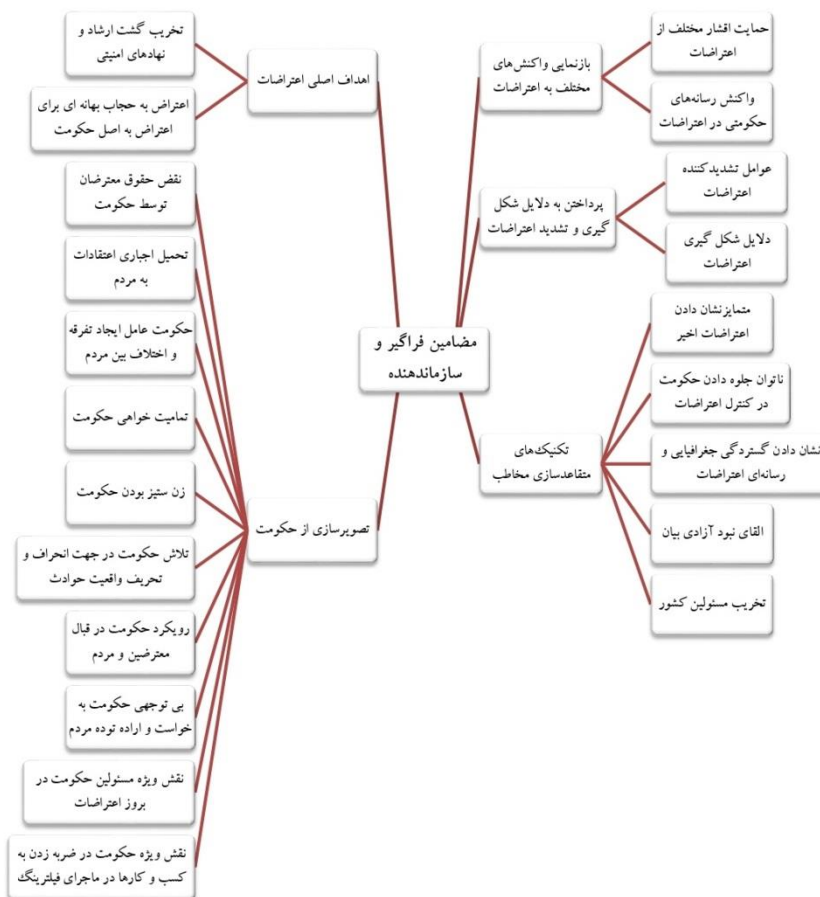 مضامین فراگیر و
سازماندهنده
بازنمایی واکنش‌های
مختلف به اعتراضات
حمایت اقشار مختلف از
اعتراضات
واکنش رسانه‌های
حکومتی در اعتراضات
پرداختن به دلایل شکل
گیری و تشدید اعتراضات
عوامل تشدیدکننده
اعتراضات
دلایل شکل گیری
اعتراضات
تکنیک‌های
متقاعدسازی مخاطب
متمایزنشان دادن
اعتراضات اخیر
ناتوان جلوه دادن حکومت
در کنترل اعتراضات
نشان دادن گستردگی جغرافیایی و
رسانه‌ای اعتراضات
القای نبود آزادی بیان
تخریب مسئولین کشور
اهداف اصلی اعتراضات
تخریب گشت ارشاد و
نهادهای امنیتی
اعتراض به حجاب بهانه ای برای
اعتراض به اصل حکومت
تصویرسازی از حکومت
نقض حقوق معترضان
توسط حکومت
تحمیل اجباری اعتقادات
به مردم
حکومت عامل ایجاد تفرقه
و اختلاف بین مردم
تمامیت خواهی حکومت
زن ستیز بودن حکومت
تلاش حکومت در جهت انحراف و
تحریف واقعیت حوادث
رویکرد حکومت در قبال
معترضین و مردم
بی توجهی حکومت به
خواست و اراده توده مردم
نقش ویژه مسئولین حکومت در
بروز اعتراضات
نقش ویژه حکومت در ضربه زدن به
کسب و کارها در ماجرای فیلترینگ